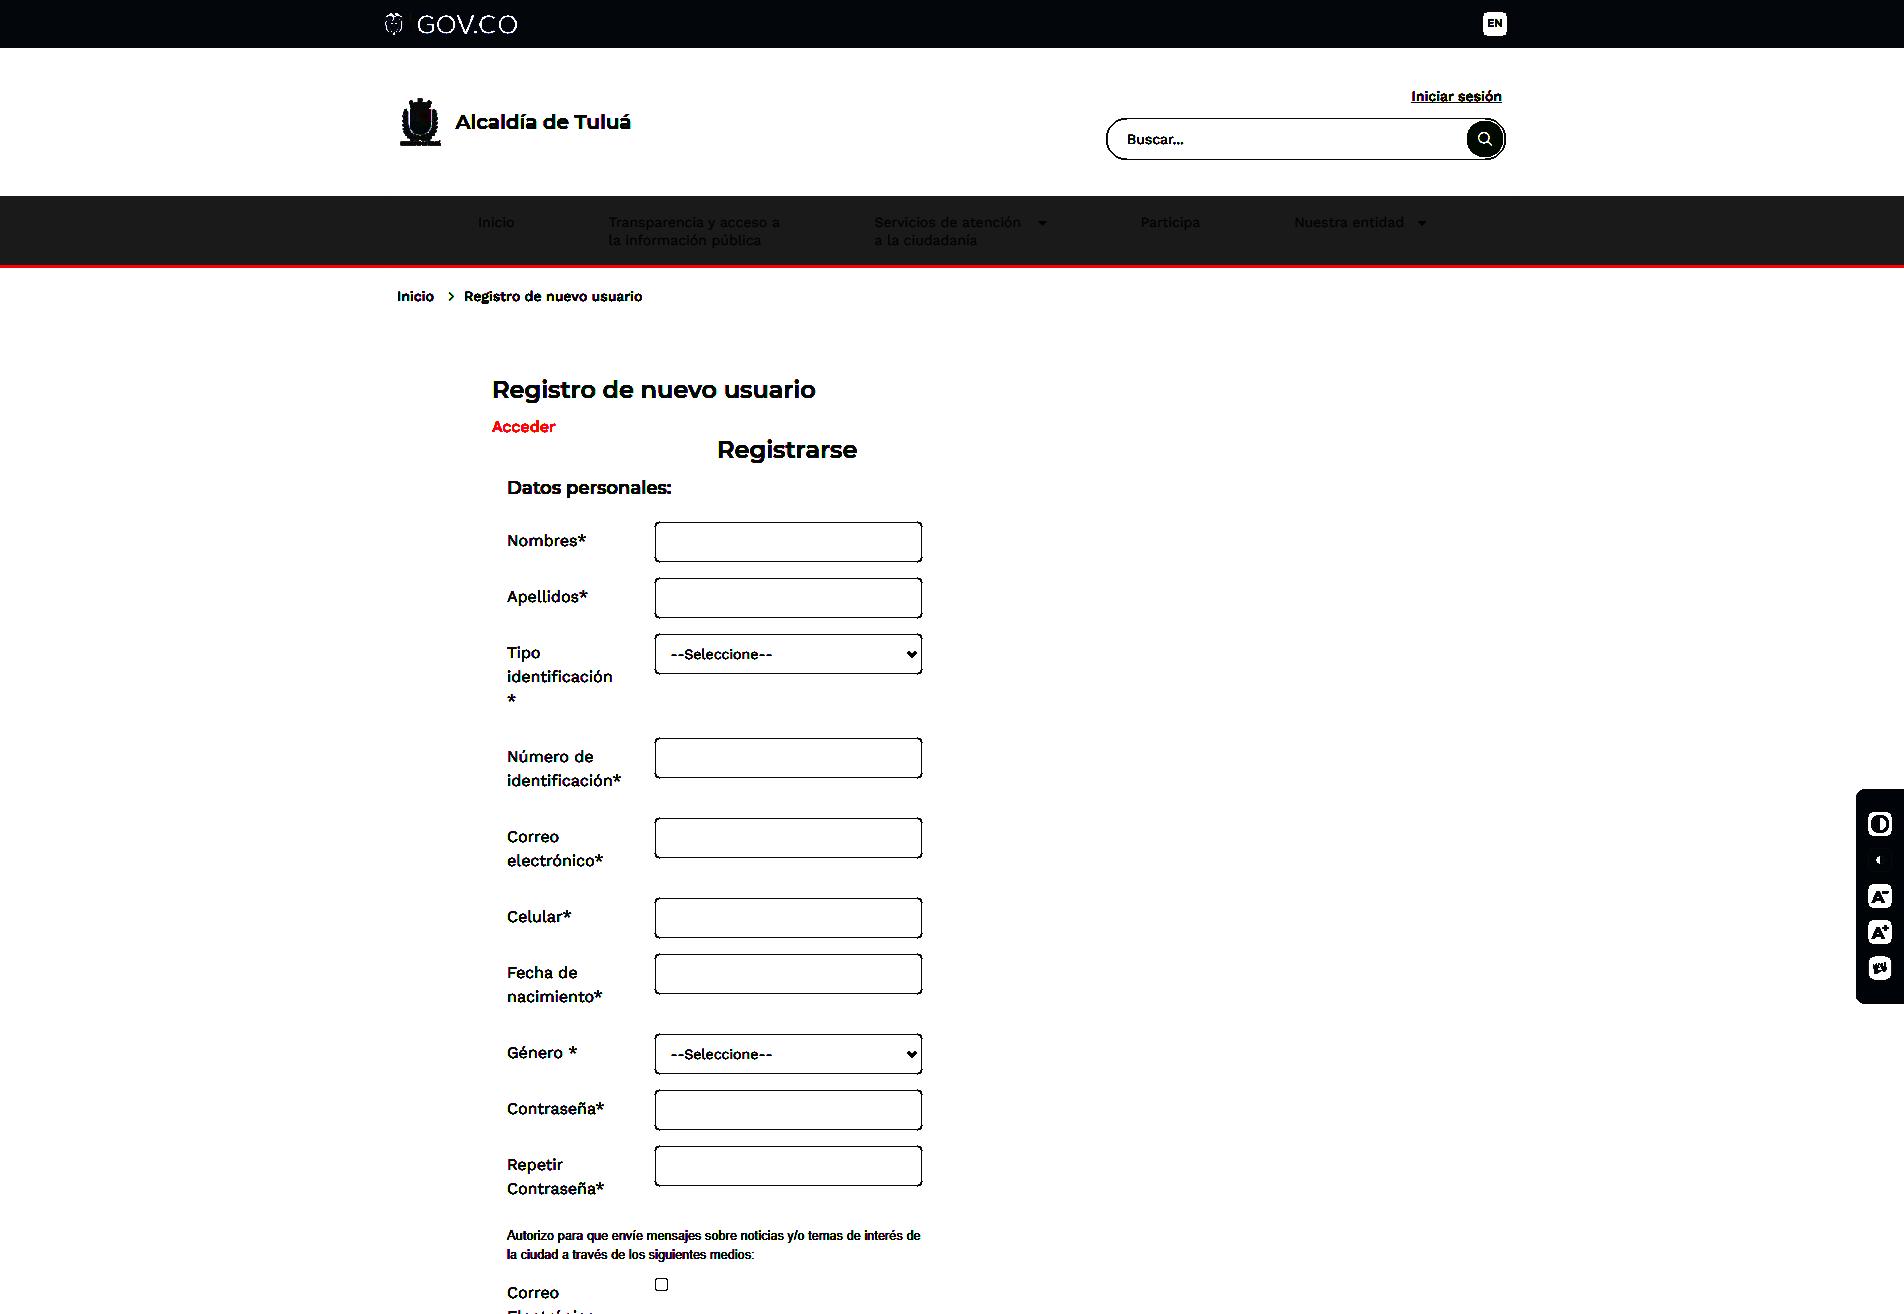 GOV.CO
EN
Alcaldía de Tuluá
Iniciar sesión
Buscar...
Inicio
Transparencia y acceso a
la información pública
Servicios de atención
a la ciudadanía
Participa
Nuestra entidad
Inicio > Registro de nuevo usuario
Registro de nuevo usuario
Acceder
Registrarse
Datos personales:
Nombres*
Apellidos*
Tipo
identificación
*
--Seleccione--
Número de
identificación*
Correo
electrónico*
Celular*
Fecha de
nacimiento*
Género *
--Seleccione--
Contraseña*
Repetir
Contraseña*
Autorizo para que envíe mensajes sobre noticias y/o temas de interés de
la ciudad a través de los siguientes medios:
Correo
A-
A+